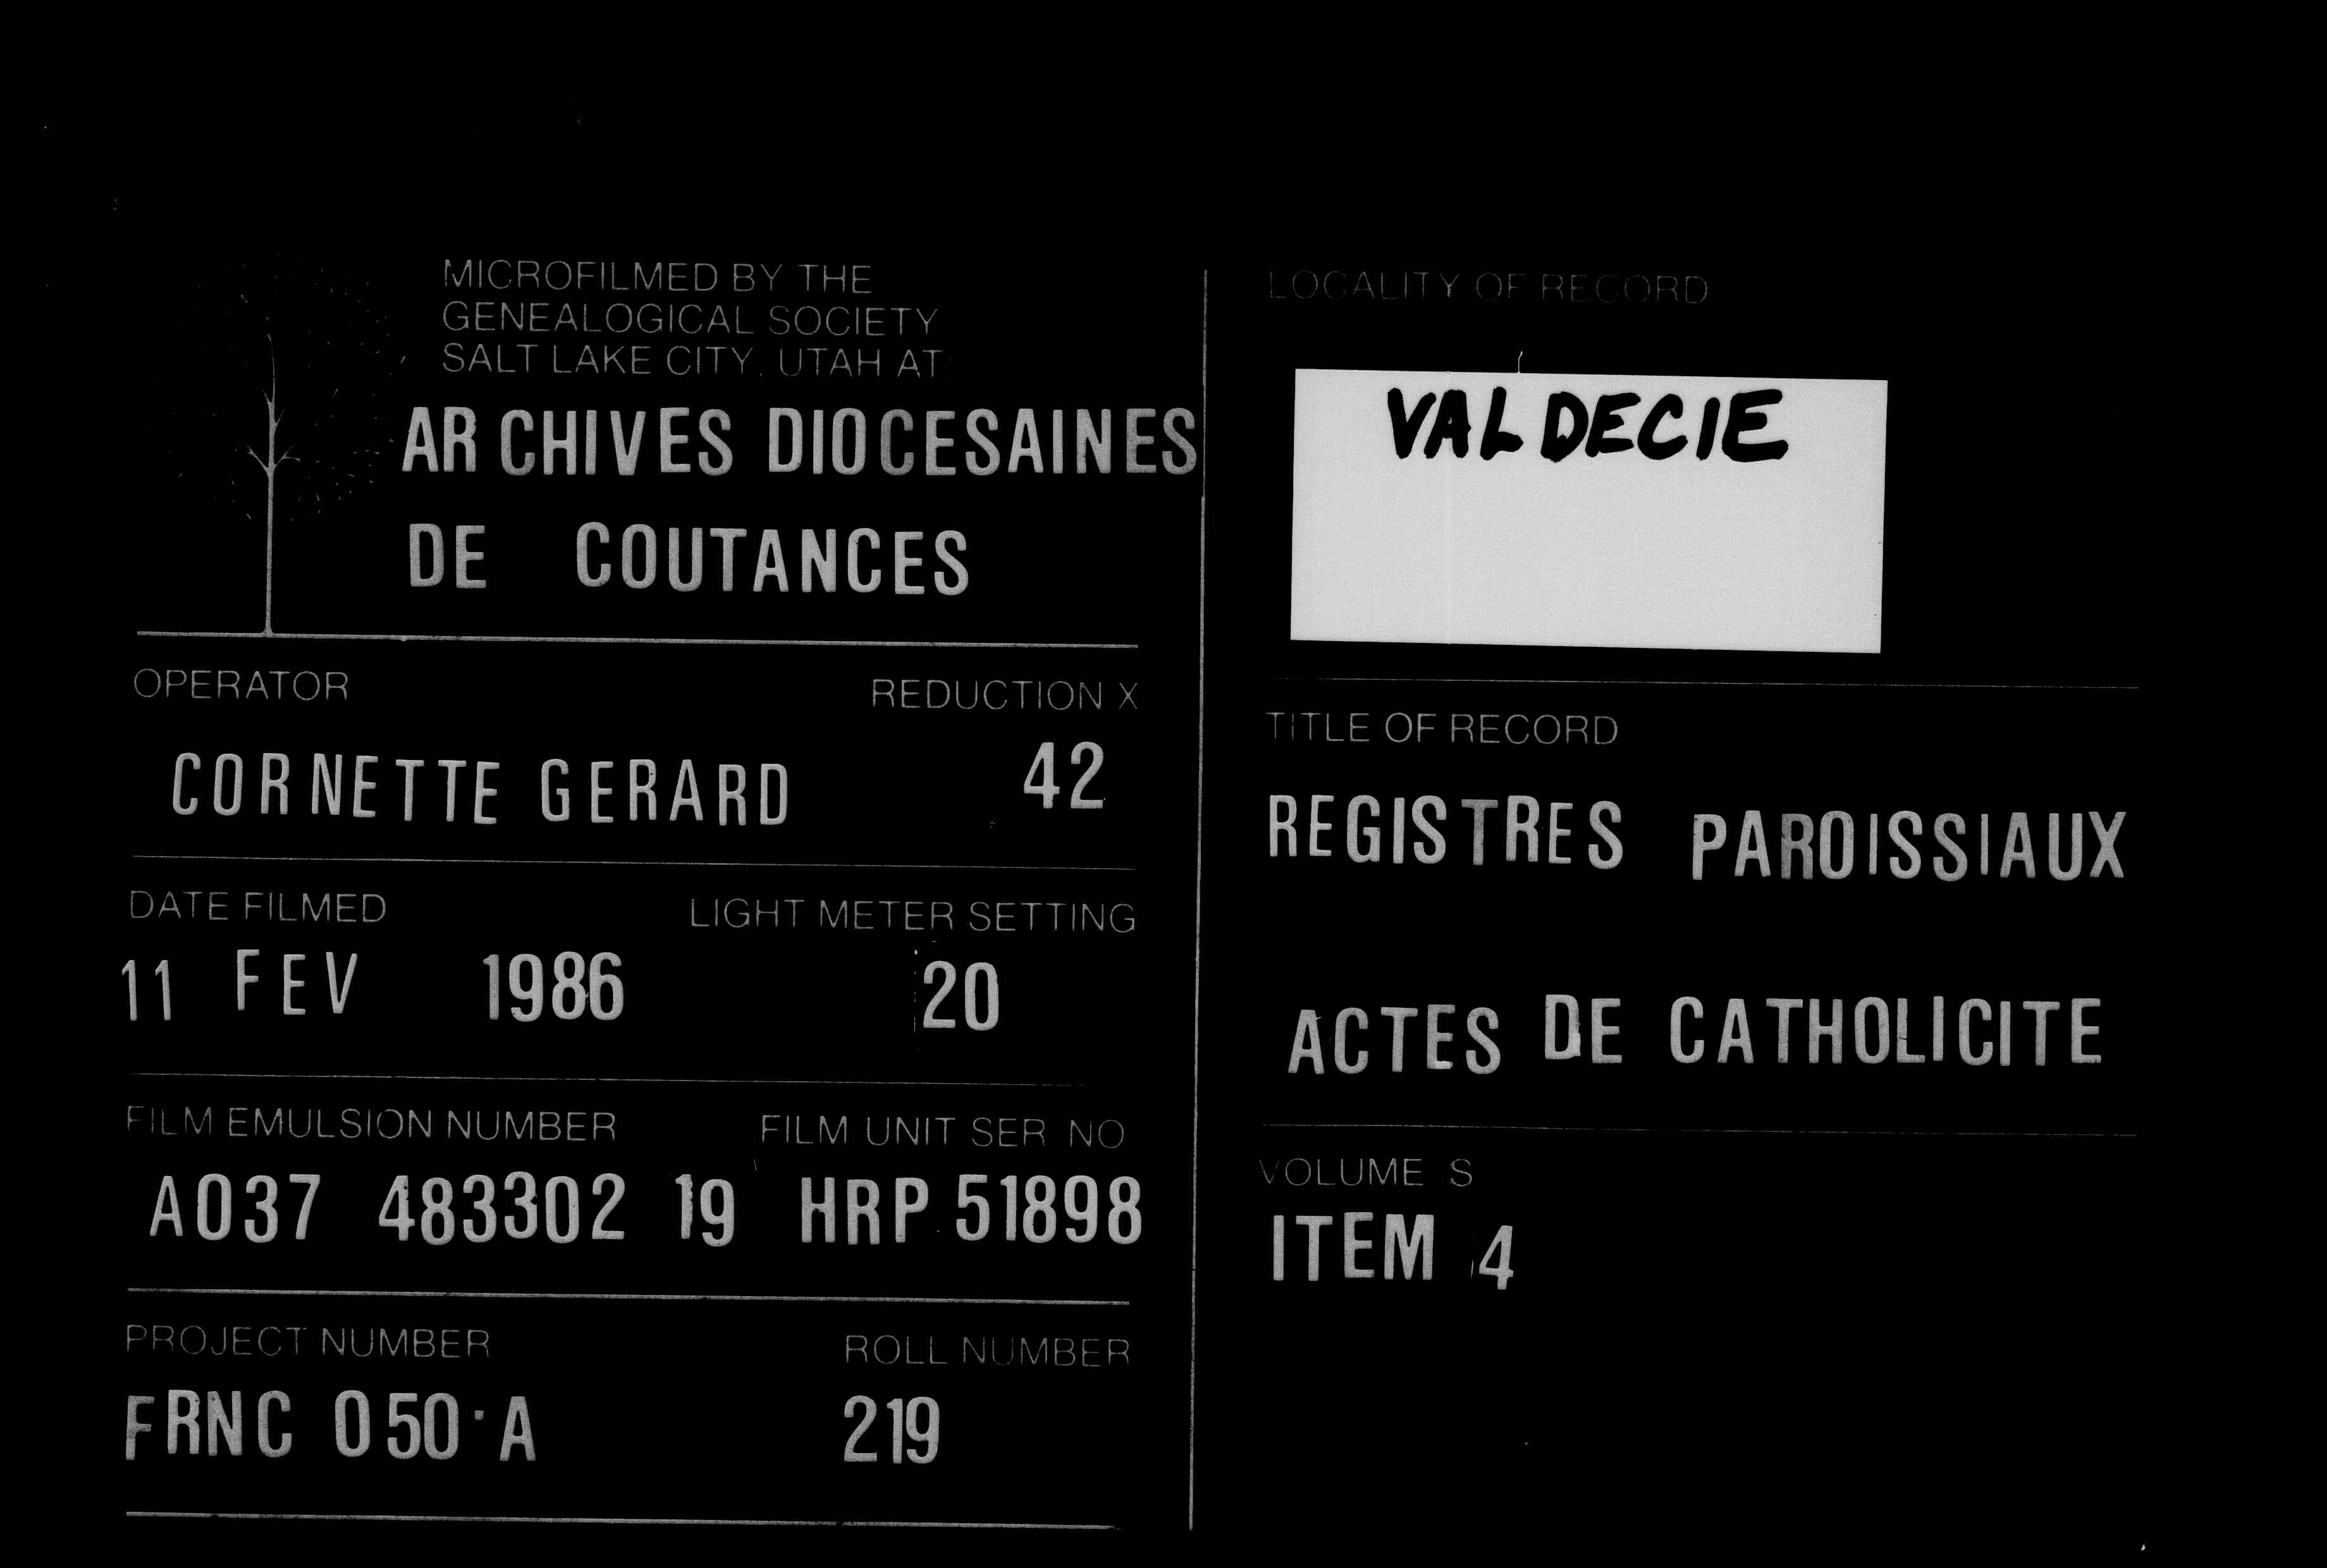 MICROFILMED BY THE
GENEALOGICAL SOCIETY
SALT LAKE CITY, UTAH AT
ARCHIVES DIOCESAINES
DE COUTANCES
OPERATOR REDUCTION X
CORNETTE GERARD 42
DATE FILMED LIGHT METER SETTING
11 FEV 1986 20
FILM EMULSION NUMBER FILM UNIT SER NO
A037 483302 19 HRP 51898
PROJECT NUMBER ROLL NUMBER
FRNC 050·A 219
LOCALITY OF RECORD
VALDECIE
TITLE OF RECORD
REGISTRES PAROISSIAUX
ACTES DE CATHOLICITE
VOLUME S
ITEM 4